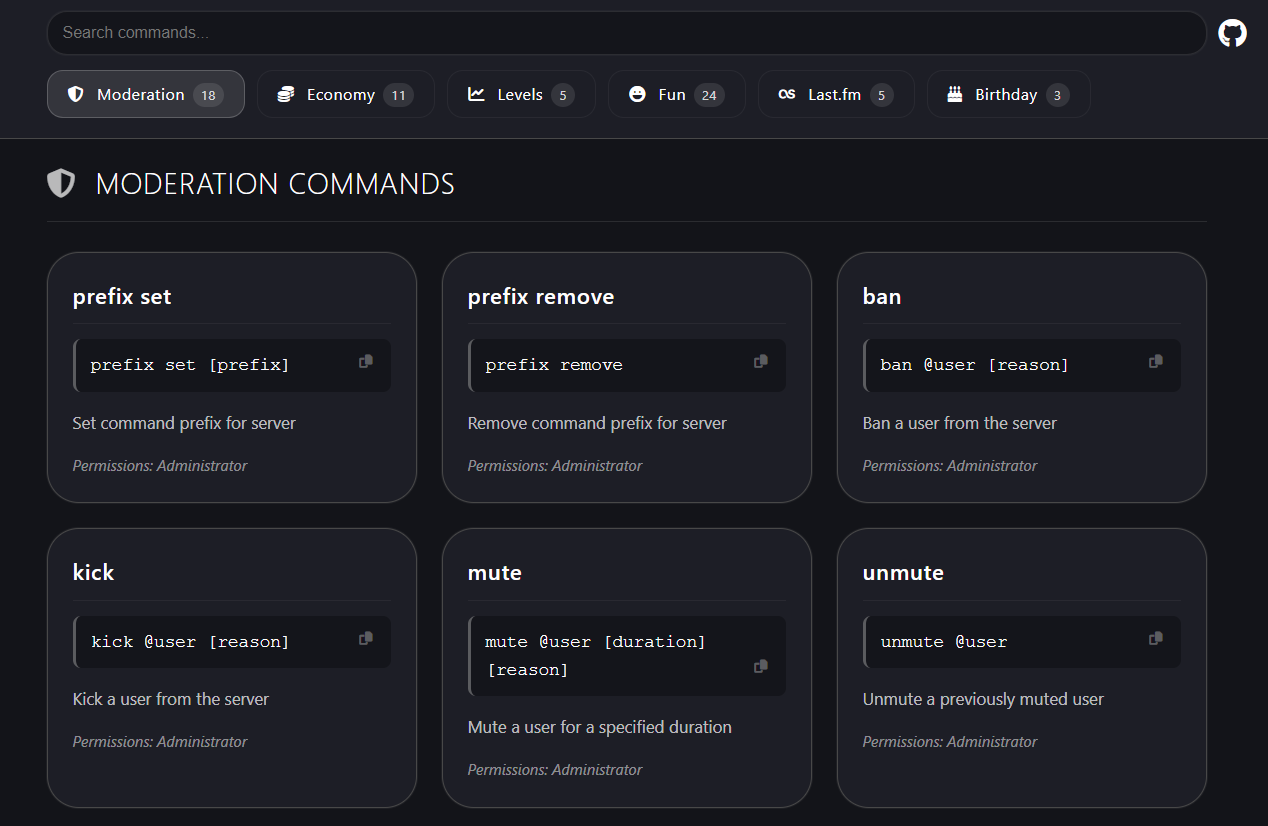 Search commands...
Moderation 18 Economy 11 Levels 5 Fun 24 Last.fm 5 Birthday 3
MODERATION COMMANDS
prefix set
prefix set [prefix]
Set command prefix for server
Permissions: Administrator
prefix remove
prefix remove
Remove command prefix for server
Permissions: Administrator
ban
ban @user [reason]
Ban a user from the server
Permissions: Administrator
kick
kick @user [reason]
Kick a user from the server
Permissions: Administrator
mute
mute @user [duration]
[reason]
Mute a user for a specified duration
Permissions: Administrator
unmute
unmute @user
Unmute a previously muted user
Permissions: Administrator